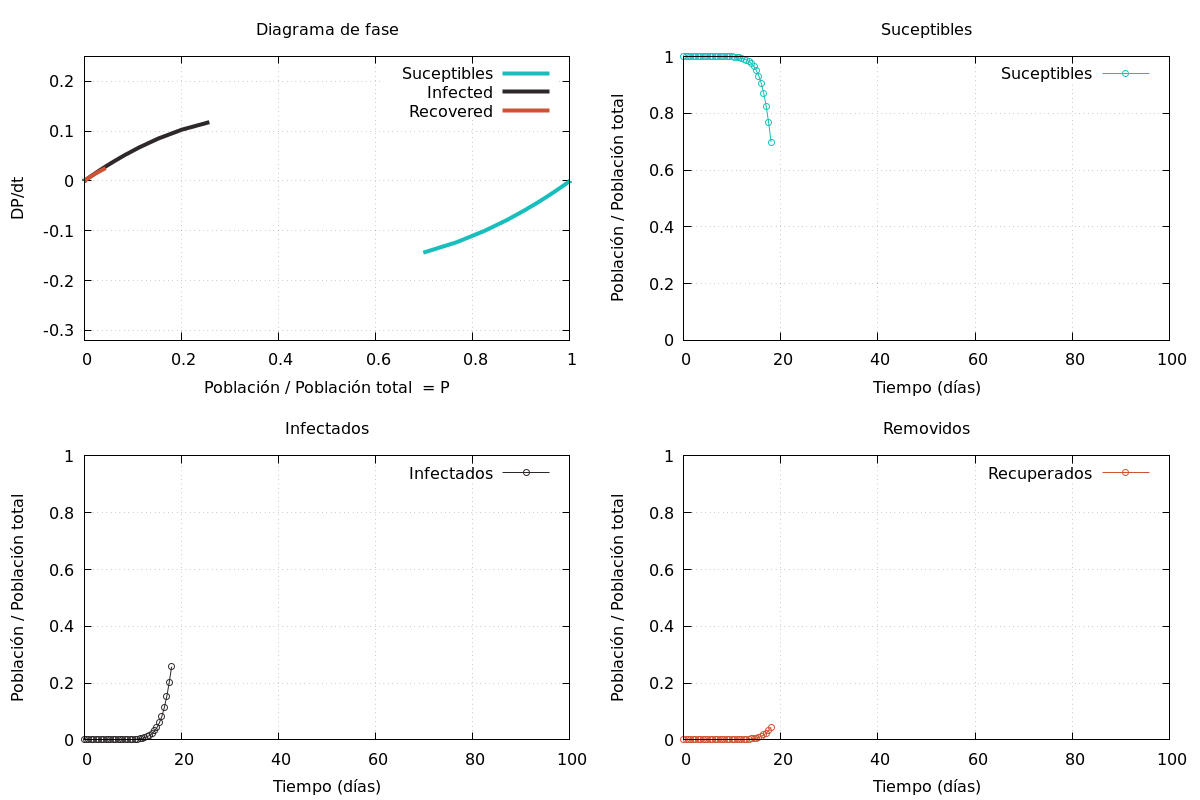 Diagrama de fase
Suceptibles
Infected
Recovered
0.2
0.1
0
-0.1
-0.2
-0.3
0 0.2 0.4 0.6 0.8 1
DP/dt
Población / Población total = P
Suceptibles
Suceptibles
1
0.8
0.6
0.4
0.2
0
0 20 40 60 80 100
Población / Población total
Tiempo (días)
Infectados
Infectados
1
0.8
0.6
0.4
0.2
0
0 20 40 60 80 100
Población / Población total
Tiempo (días)
Removidos
Recuperados
1
0.8
0.6
0.4
0.2
0
0 20 40 60 80 100
Población / Población total
Tiempo (días)